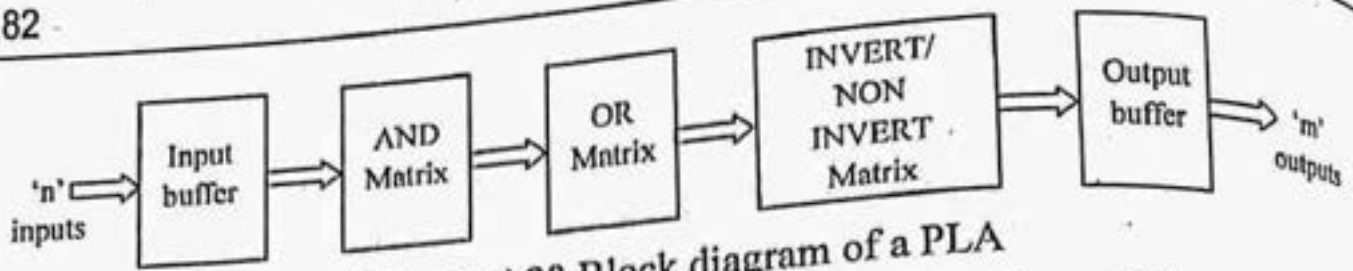 82
'n'
inputs
Input
buffer
AND
Matrix
OR
Matrix
INVERT/
NON
INVERT
Matrix
Output
buffer
'm'
outputs
Block diagram of a PLA